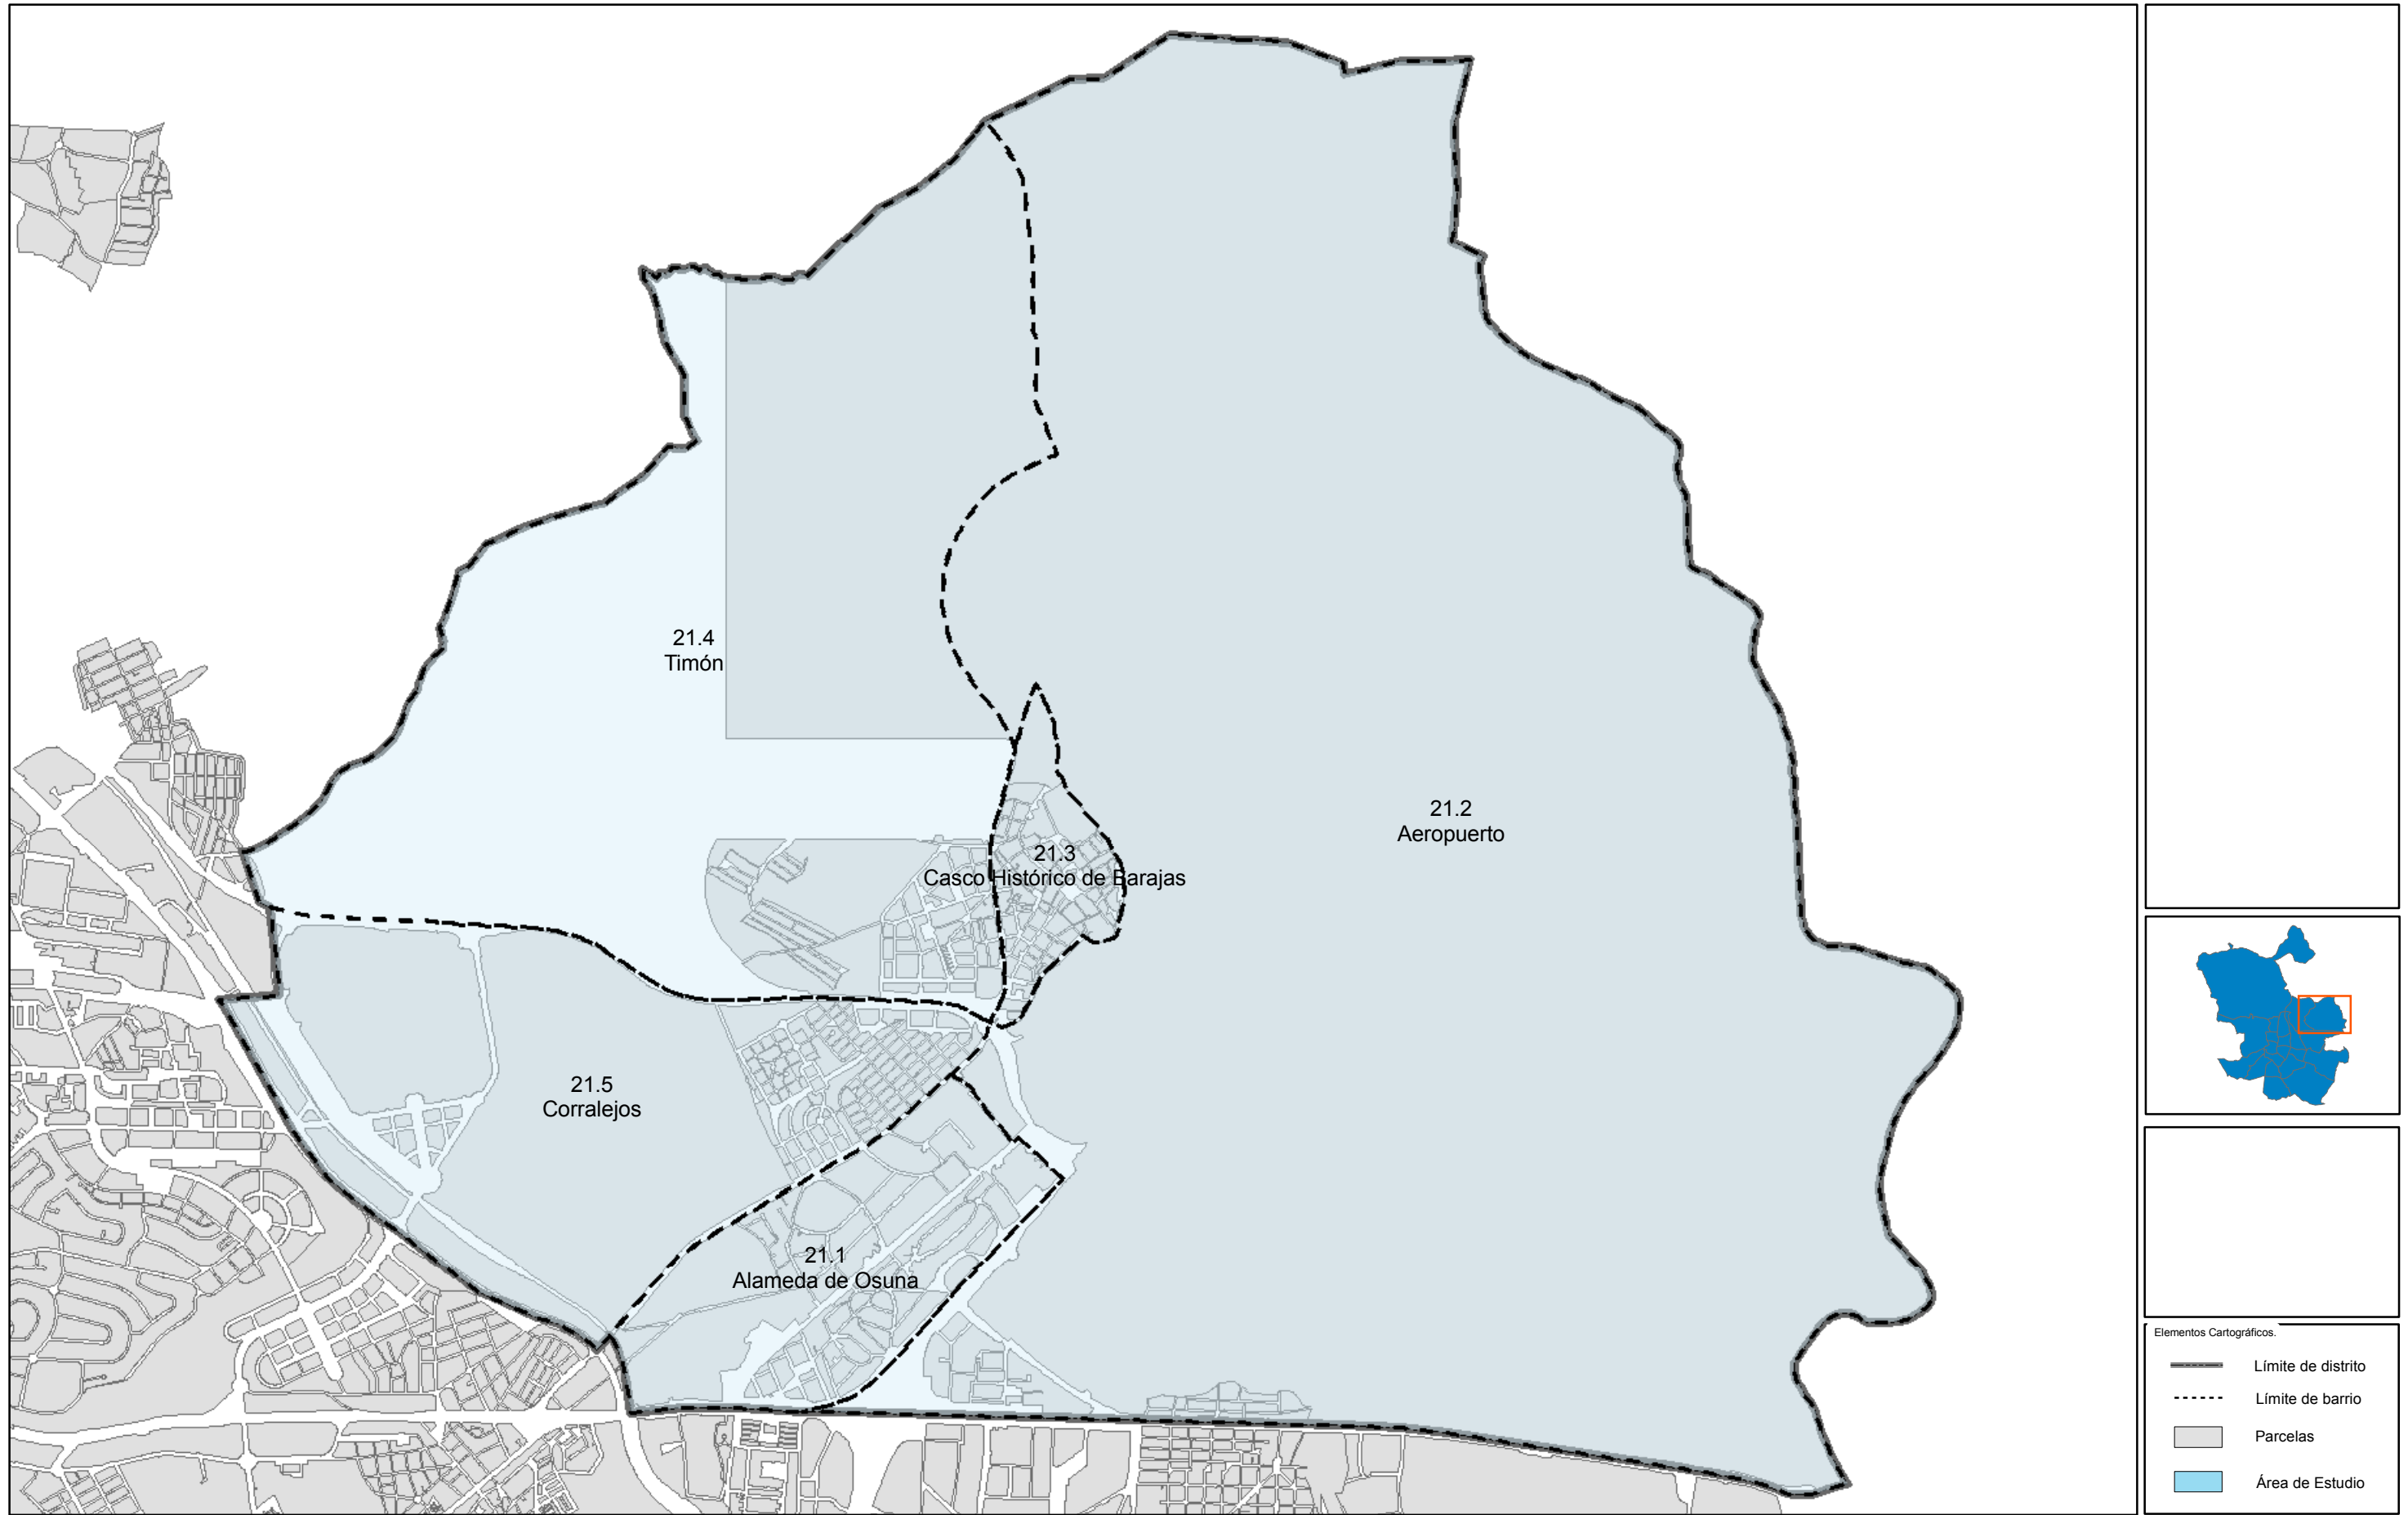 21.4
Timón
21.2
Aeropuerto
21.3
Casco Histórico de Barajas
21.5
Corralejos
21.1
Alameda de Osuna
Elementos Cartográficos.
Límite de distrito
Límite de barrio
Parcelas
Área de Estudio